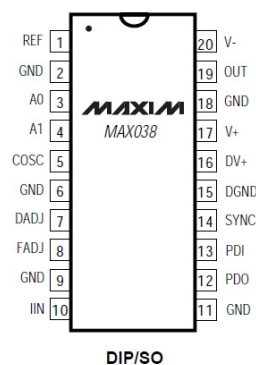 REF 1 20 V-
GND 2 19 OUT
A0 3 18 GND
A1 4 17 V+
COSC 5 16 DV+
GND 6 15 DGND
DADJ 7 14 SYNC
FADJ 8 13 PDI
GND 9 12 PDO
IIN 10 11 GND
MAXIM
MAX038
DIP/SO